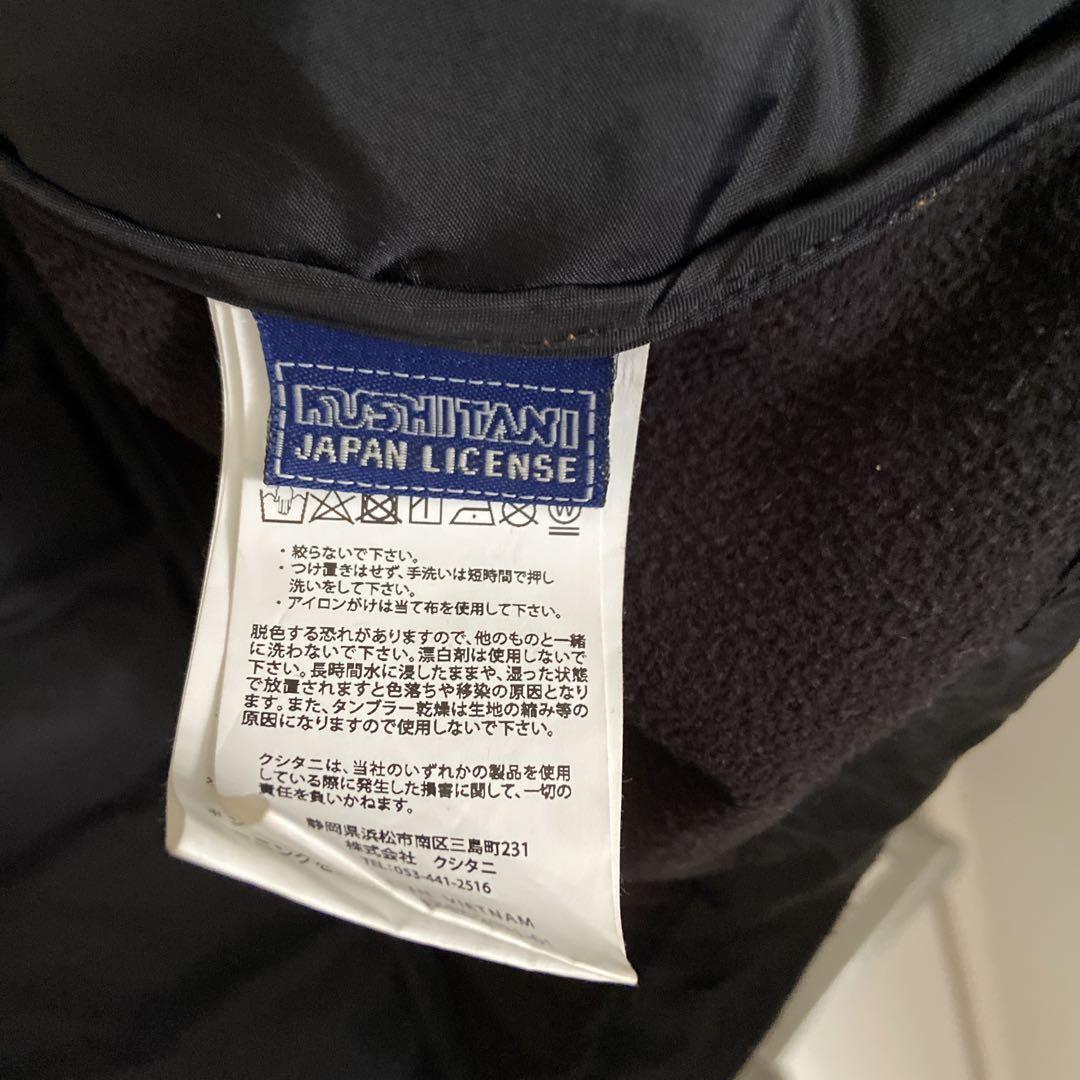 KUSHITANI
JAPAN LICENSE
・絞らないで下さい。
・つけ置きはせず、手洗いは短時間で押し
洗いをして下さい。
・アイロンがけは当て布を使用して下さい。
脱色する恐れがありますので、他のものと一緒
に洗わないで下さい。漂白剤は使用しないで
下さい。長時間水に浸したままや、湿った状態
で放置されますと色落ちや移染の原因となり
ます。また、タンブラー乾燥は生地の縮み等の
原因になりますので使用しないで下さい。
クシタニは、当社のいずれかの製品を使用
している際に発生した損害に関して、一切の
責任を負いかねます。
静岡県浜松市南区三島町231
株式会社 クシタニ
TEL:053-441-2516
IN VIETNAM